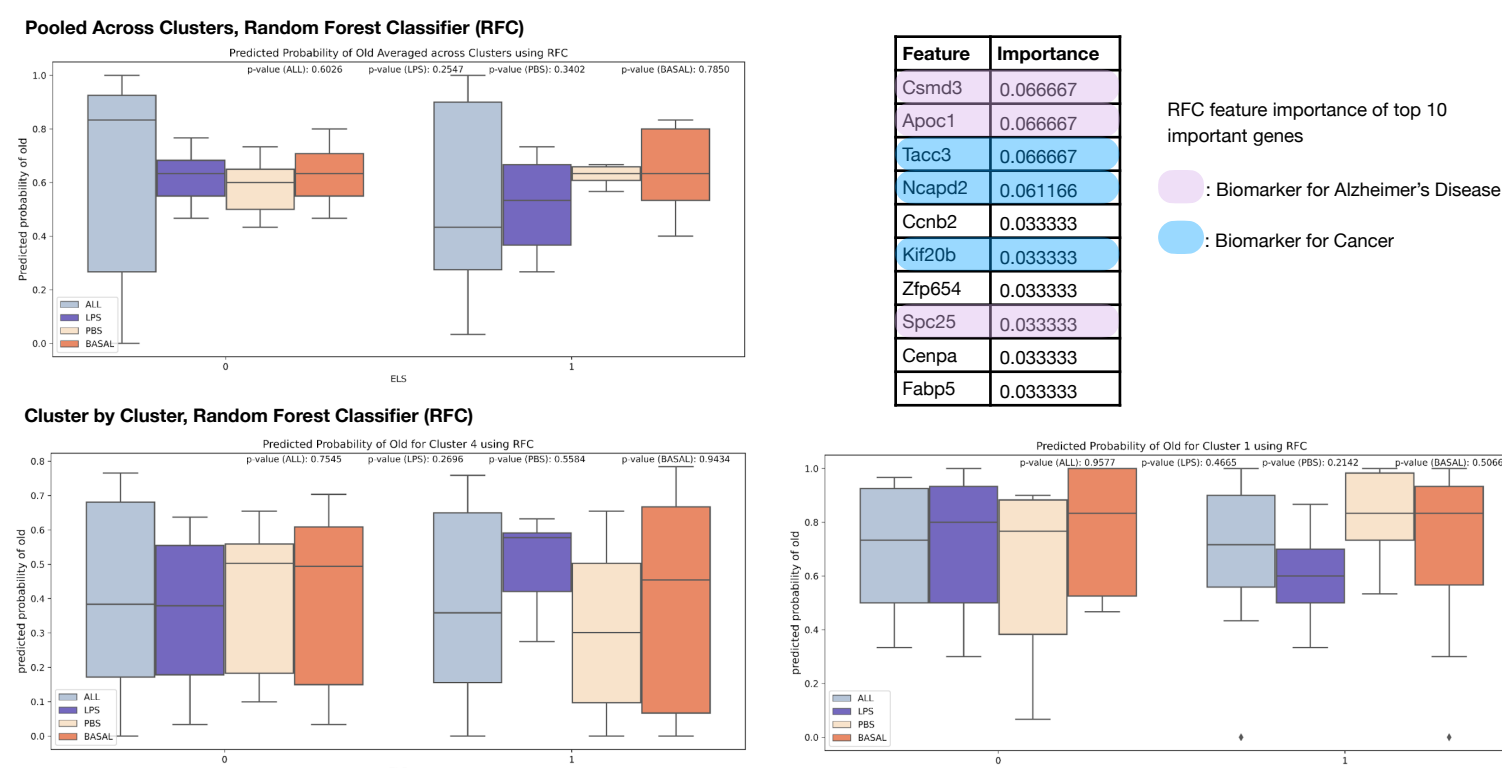 Pooled Across Clusters, Random Forest Classifier (RFC)
Predicted Probability of Old Averaged across Clusters using RFC
p-value (ALL): 0.6026 p-value (LPS): 0.2547 p-value (PBS): 0.3402 p-value (BASAL): 0.7850
Predicted probability of old
1.0
0.8
0.6
0.4
0.2
0.0
ALL
LPS
PBS
BASAL
0 1
ELS
Feature Importance
Csmd3 0.066667
Apoc1 0.066667
Tacc3 0.066667
Ncapd2 0.061166
Ccnb2 0.033333
Kif20b 0.033333
Zfp654 0.033333
Spc25 0.033333
Cenpa 0.033333
Fabp5 0.033333
RFC feature importance of top 10
important genes
: Biomarker for Alzheimer's Disease
: Biomarker for Cancer
Cluster by Cluster, Random Forest Classifier (RFC)
Predicted Probability of Old for Cluster 4 using RFC
p-value (ALL): 0.7545 p-value (LPS): 0.2696 p-value (PBS): 0.5584 p-value (BASAL): 0.9434
predicted probability of old
0.8
0.7
0.6
0.5
0.4
0.3
0.2
0.1
0.0
ALL
LPS
PBS
BASAL
0 1
Predicted Probability of Old for Cluster 1 using RFC
p-value (ALL): 0.9577 p-value (LPS): 0.4665 p-value (PBS): 0.2142 p-value (BASAL): 0.5066
predicted probability of old
1.0
0.8
0.6
0.4
0.2
0.0
ALL
LPS
PBS
BASAL
0 1